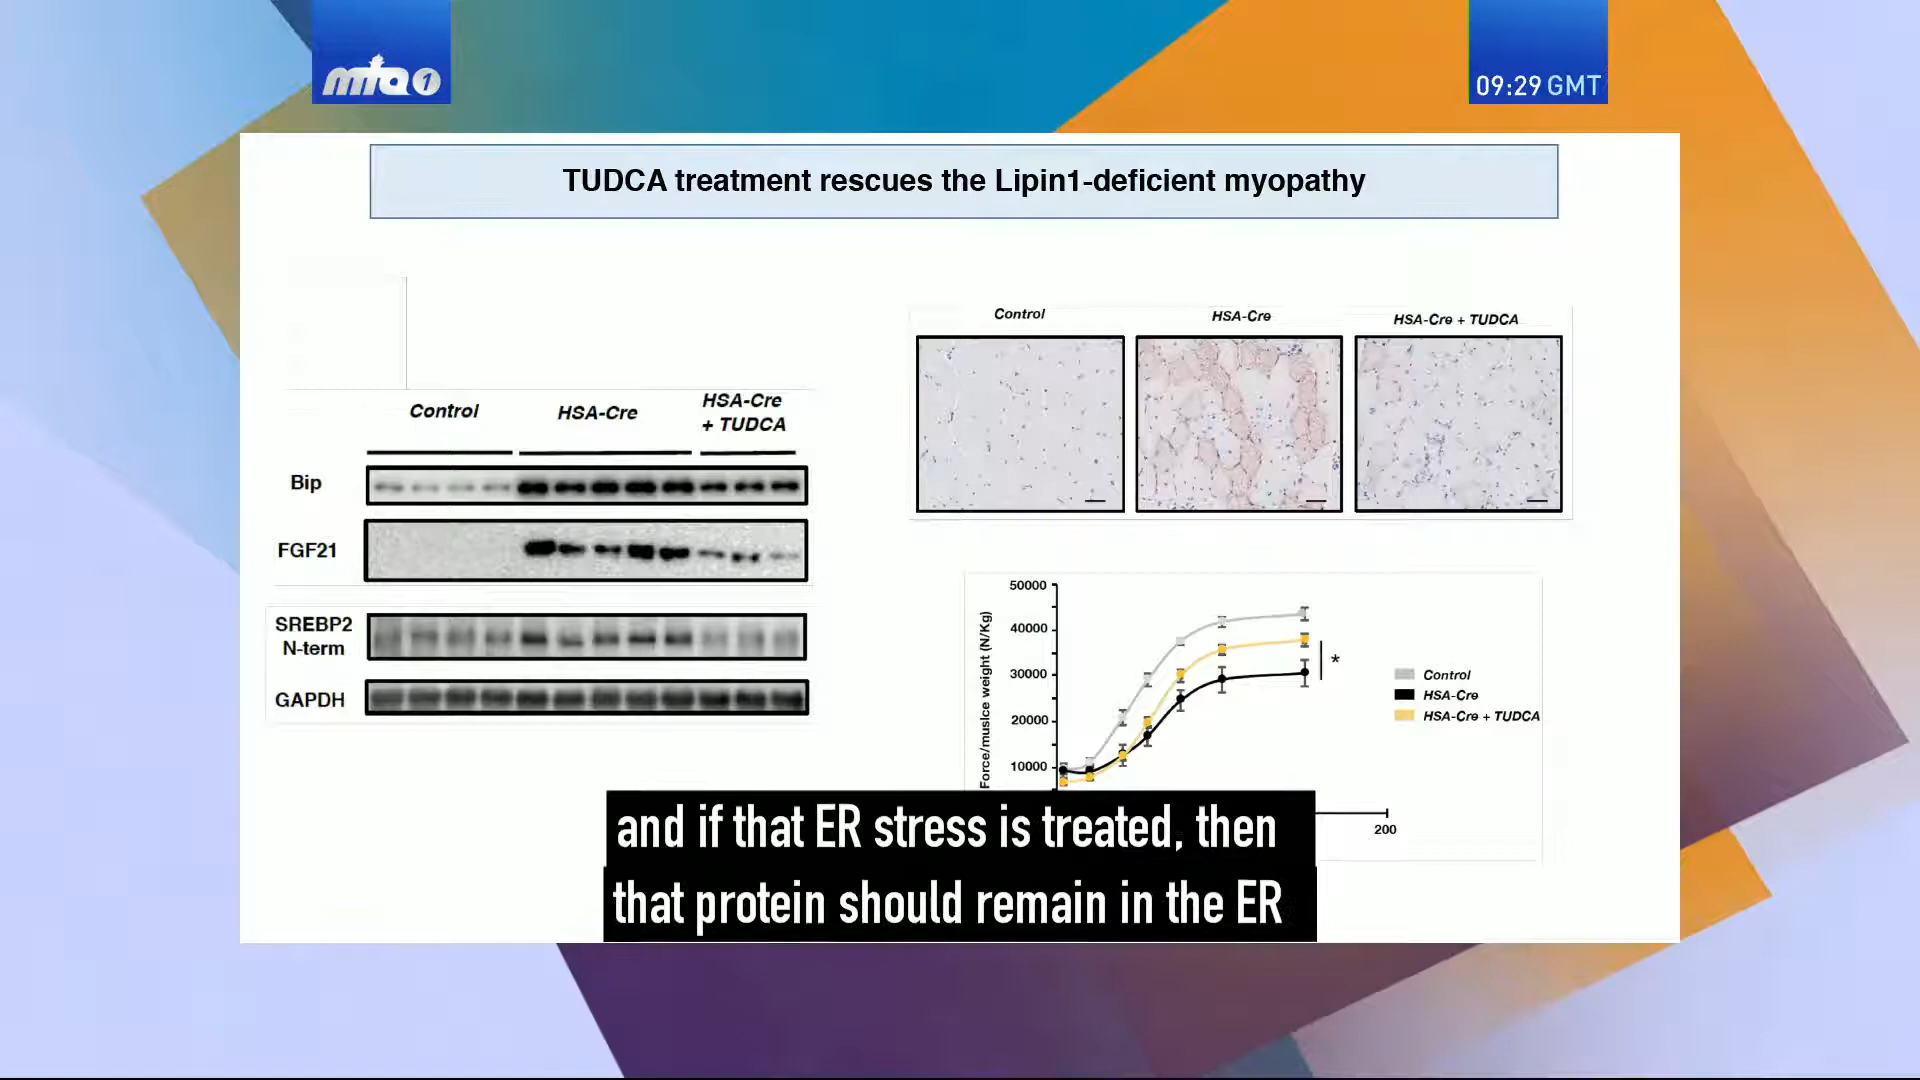 mta 1
09:29 GMT
TUDCA treatment rescues the Lipin1-deficient myopathy
Control
HSA-Cre
HSA-Cre
+ TUDCA
Bip
FGF21
SREBP2
N-term
GAPDH
Control
HSA-Cre
HSA-Cre + TUDCA
50000
40000
30000
20000
10000
Force/muslce weight (N/Kg)
*
Control
HSA-Cre
HSA-Cre + TUDCA
200
and if that ER stress is treated, then
that protein should remain in the ER